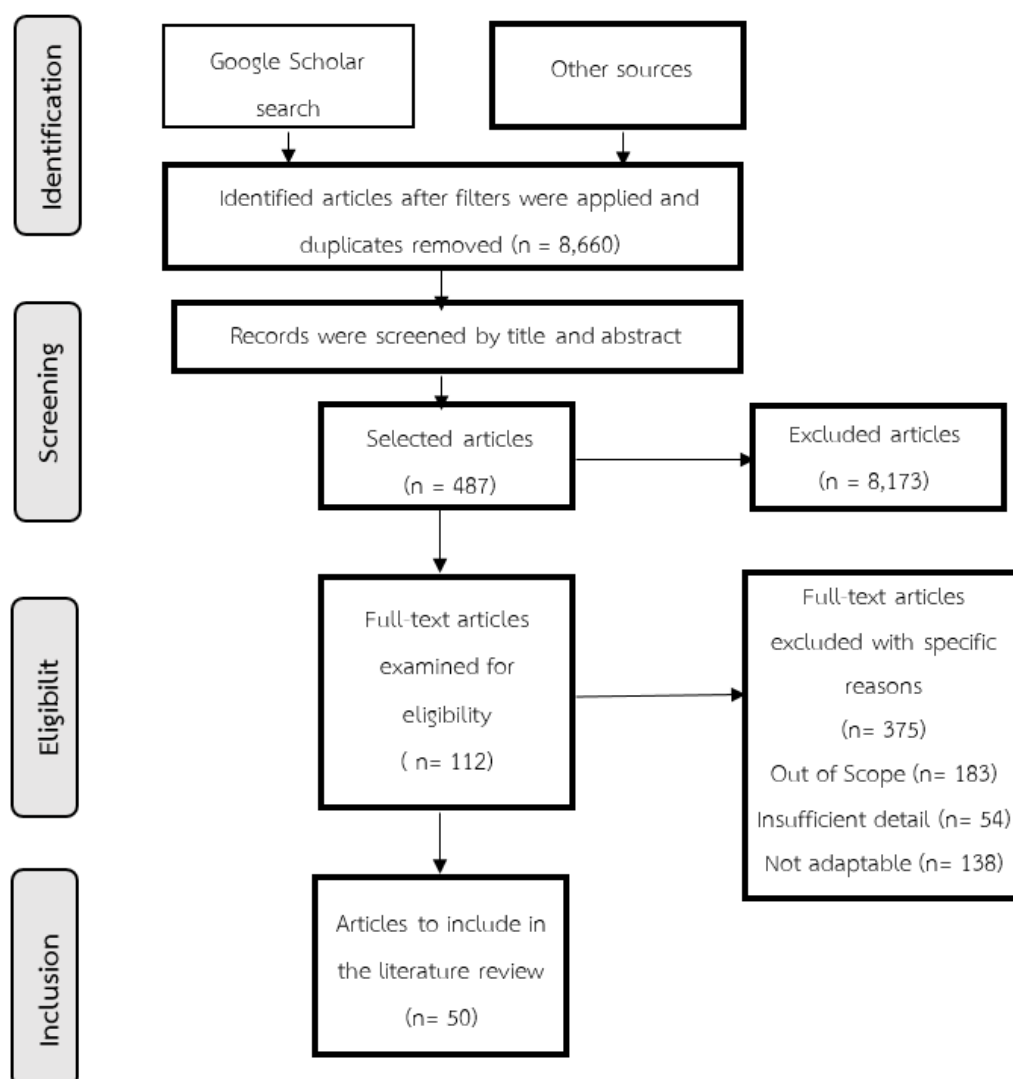 Identification
Google Scholar
search
Other sources
Identified articles after filters were applied and
duplicates removed (n = 8,660)
Screening
Records were screened by title and abstract
Selected articles
(n = 487)
Excluded articles
(n = 8,173)
Eligibilit
Full-text articles
examined for
eligibility
( n= 112)
Full-text articles
excluded with specific
reasons
(n= 375)
Out of Scope (n= 183)
Insufficient detail (n= 54)
Not adaptable (n= 138)
Inclusion
Articles to include in
the literature review
(n= 50)